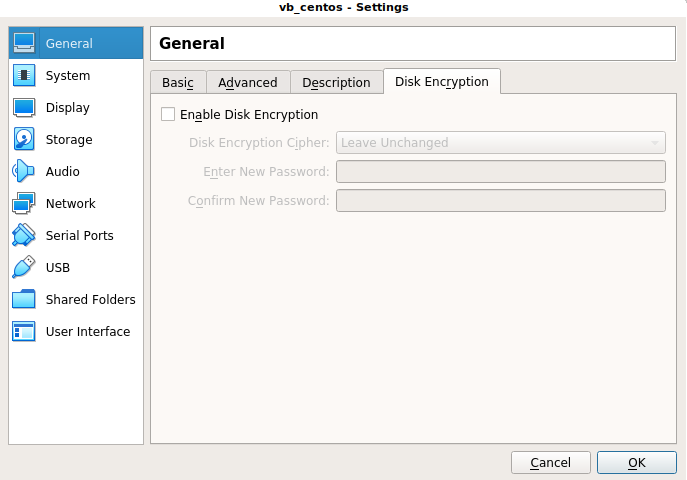 vb_centos - Settings
General
System
Display
Storage
Audio
Network
Serial Ports
USB
Shared Folders
User Interface
General
Basic Advanced Description Disk Encryption
Enable Disk Encryption
Disk Encryption Cipher: Leave Unchanged
Enter New Password:
Confirm New Password:
Cancel OK